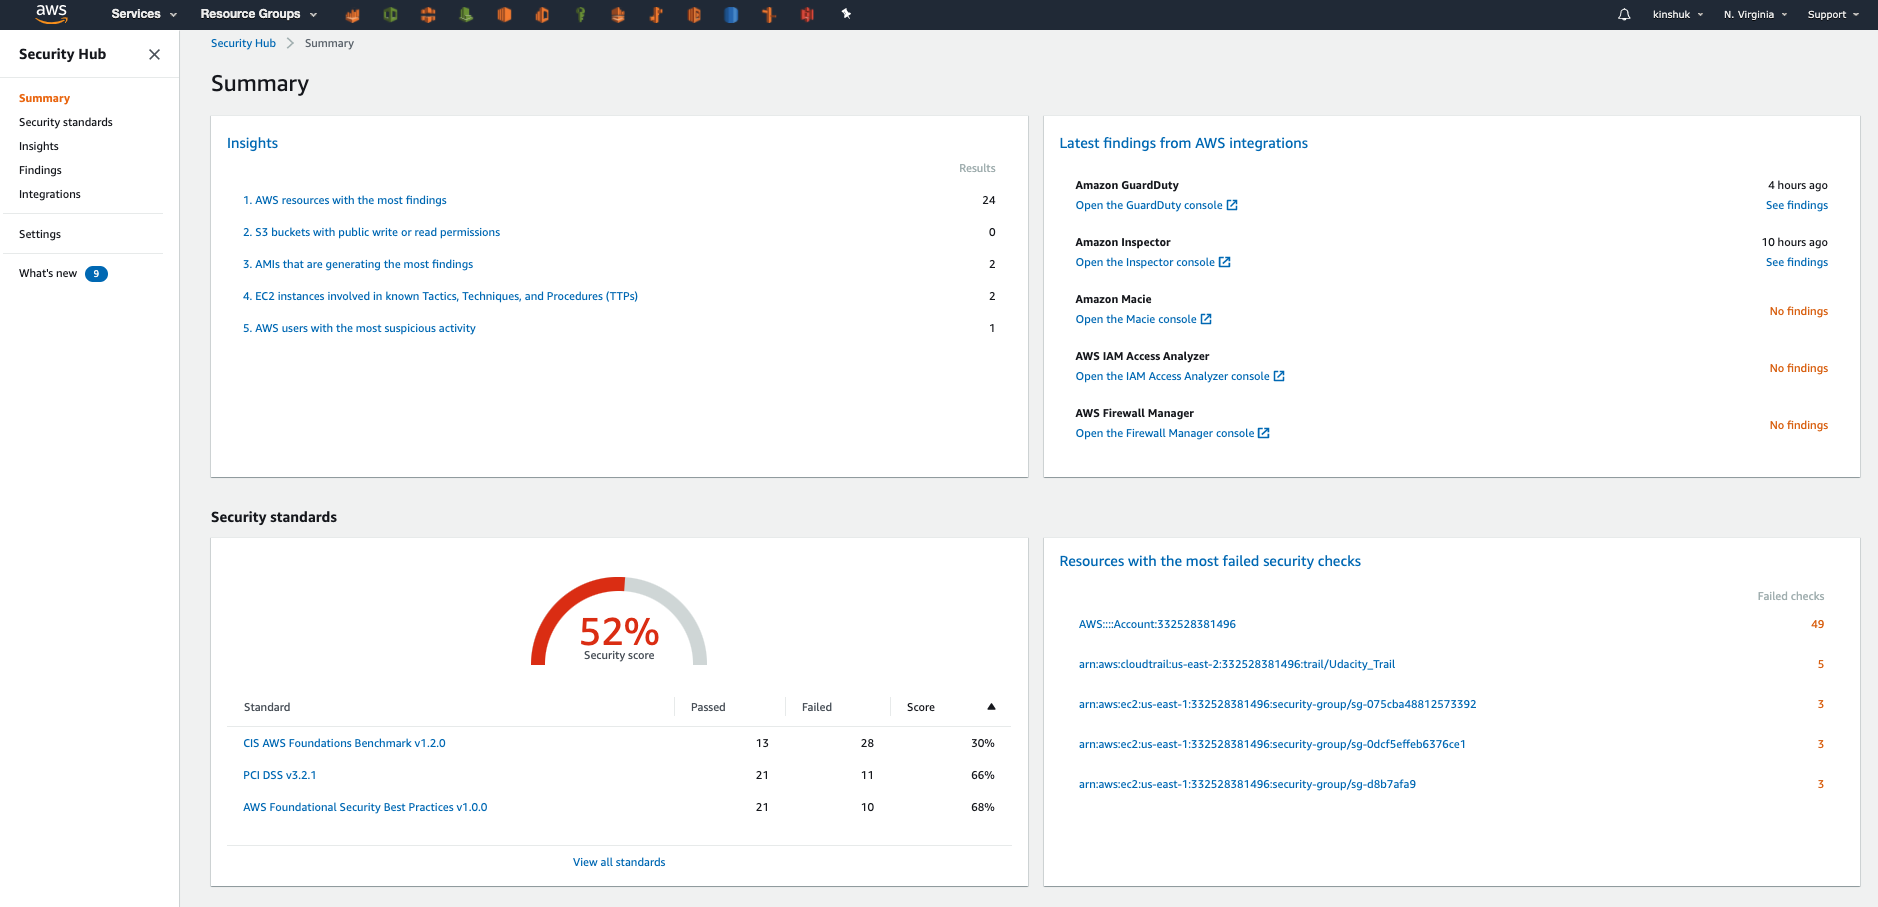 aws
Services
Resource Groups
kinshuk
N. Virginia
Support
Security Hub
Summary
Security standards
Insights
Findings
Integrations
Settings
What's new 9
Security Hub Summary
Summary
Insights
Results
1. AWS resources with the most findings 24
2. S3 buckets with public write or read permissions 0
3. AMIs that are generating the most findings 2
4. EC2 instances involved in known Tactics, Techniques, and Procedures (TTPs) 2
5. AWS users with the most suspicious activity 1
Latest findings from AWS integrations
Amazon GuardDuty 4 hours ago
Open the GuardDuty console See findings
Amazon Inspector 10 hours ago
Open the Inspector console See findings
Amazon Macie
Open the Macie console
No findings
AWS IAM Access Analyzer
Open the IAM Access Analyzer console
No findings
AWS Firewall Manager
Open the Firewall Manager console
No findings
Security standards
52%
Security score
Standard Passed Failed Score
CIS AWS Foundations Benchmark v1.2.0 13 28 30%
PCI DSS v3.2.1 21 11 66%
AWS Foundational Security Best Practices v1.0.0 21 10 68%
View all standards
Resources with the most failed security checks
Failed checks
AWS::::Account:332528381496 49
arn:aws:cloudtrail:us-east-2:332528381496:trail/Udacity_Trail 5
arn:aws:ec2:us-east-1:332528381496:security-group/sg-075cba48812573392 3
arn:aws:ec2:us-east-1:332528381496:security-group/sg-0dcf5effeb6376ce1 3
arn:aws:ec2:us-east-1:332528381496:security-group/sg-d8b7afa9 3